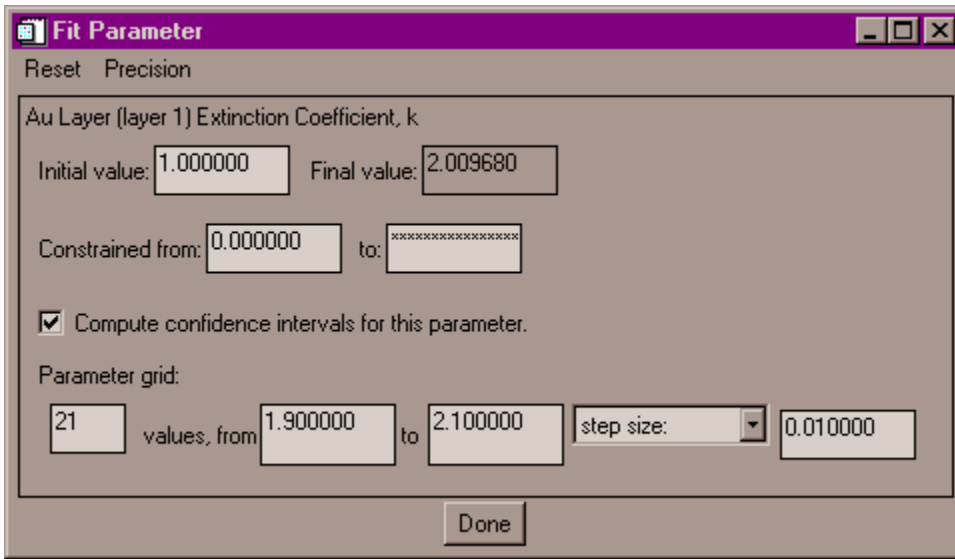 Fit Parameter
Reset Precision
Au Layer (layer 1) Extinction Coefficient, k
Initial value: 1.000000 Final value: 2.009680
Constrained from: 0.000000 to: ****************
Compute confidence intervals for this parameter.
Parameter grid:
21 values, from 1.900000 to 2.100000 step size: 0.010000
Done